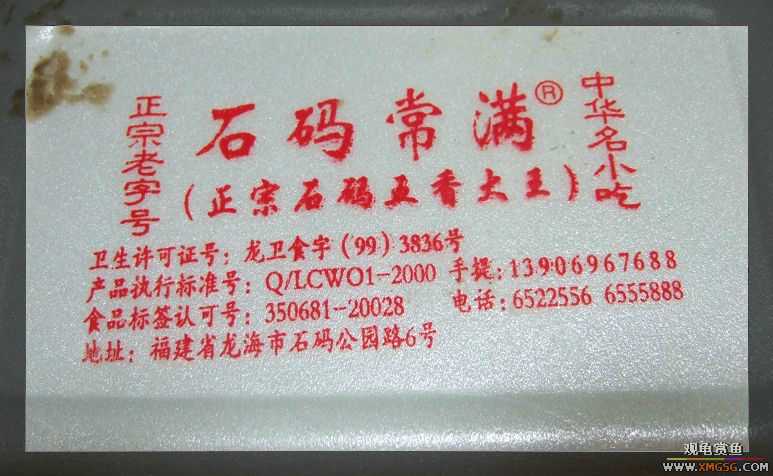 正宗老字号
石码常满®
中华名小吃
(正宗石码五香大王)
卫生许可证号：龙卫食字(99)3836号
产品执行标准号：Q/LCWO1-2000 手提：13906967688
食品标签认可号：350681-20028 电话：6522556 6555888
地址：福建省龙海市石码公园路6号
观龟赏鱼
www.XMGSG.com